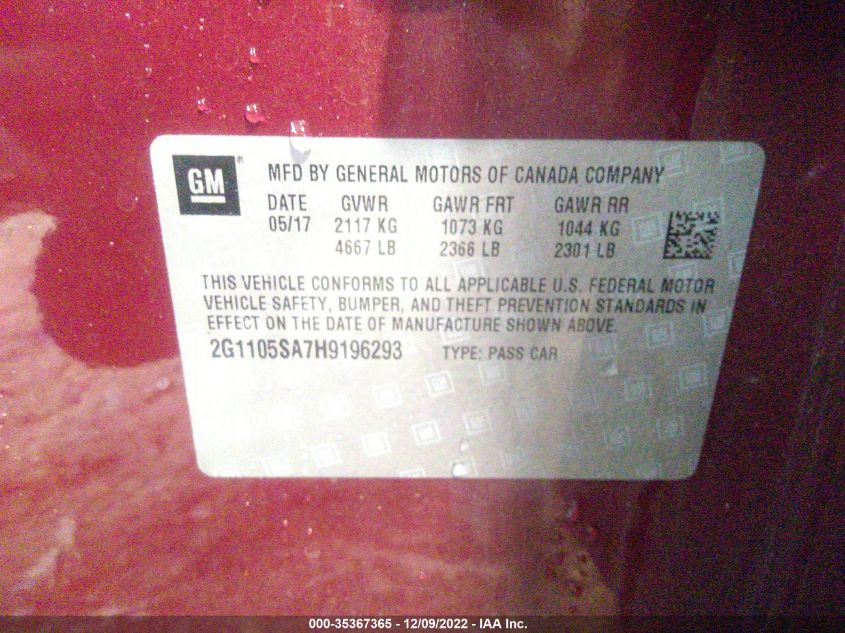 GM®
MFD BY GENERAL MOTORS OF CANADA COMPANY
DATE GVWR GAWR FRT GAWR RR
05/17 2117 KG 1073 KG 1044 KG
4667 LB 2366 LB 2301 LB
THIS VEHICLE CONFORMS TO ALL APPLICABLE U.S. FEDERAL MOTOR
VEHICLE SAFETY, BUMPER, AND THEFT PREVENTION STANDARDS IN
EFFECT ON THE DATE OF MANUFACTURE SHOWN ABOVE.
2G1105SA7H9196293 TYPE: PASS CAR
000-35367365 - 12/09/2022 - IAA Inc.